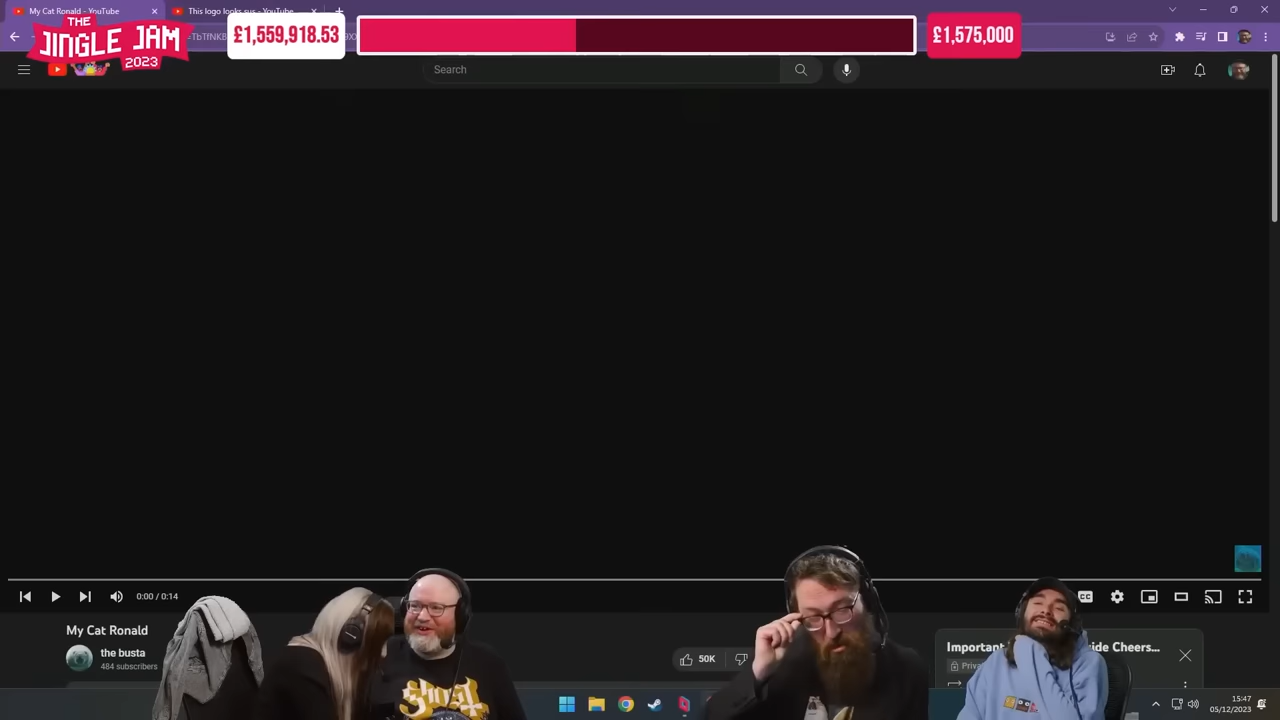 My Cat Ronald - YouTube
This logo looks sus - YouTube
THE
JINGLE JAM
2023
£1,559,918.53
£1,575,000
Search
0:00 / 0:14
My Cat Ronald
the busta
484 subscribers
50K
Important
ide Cheers...
Priva
Ghost
15:47
05/12/2023